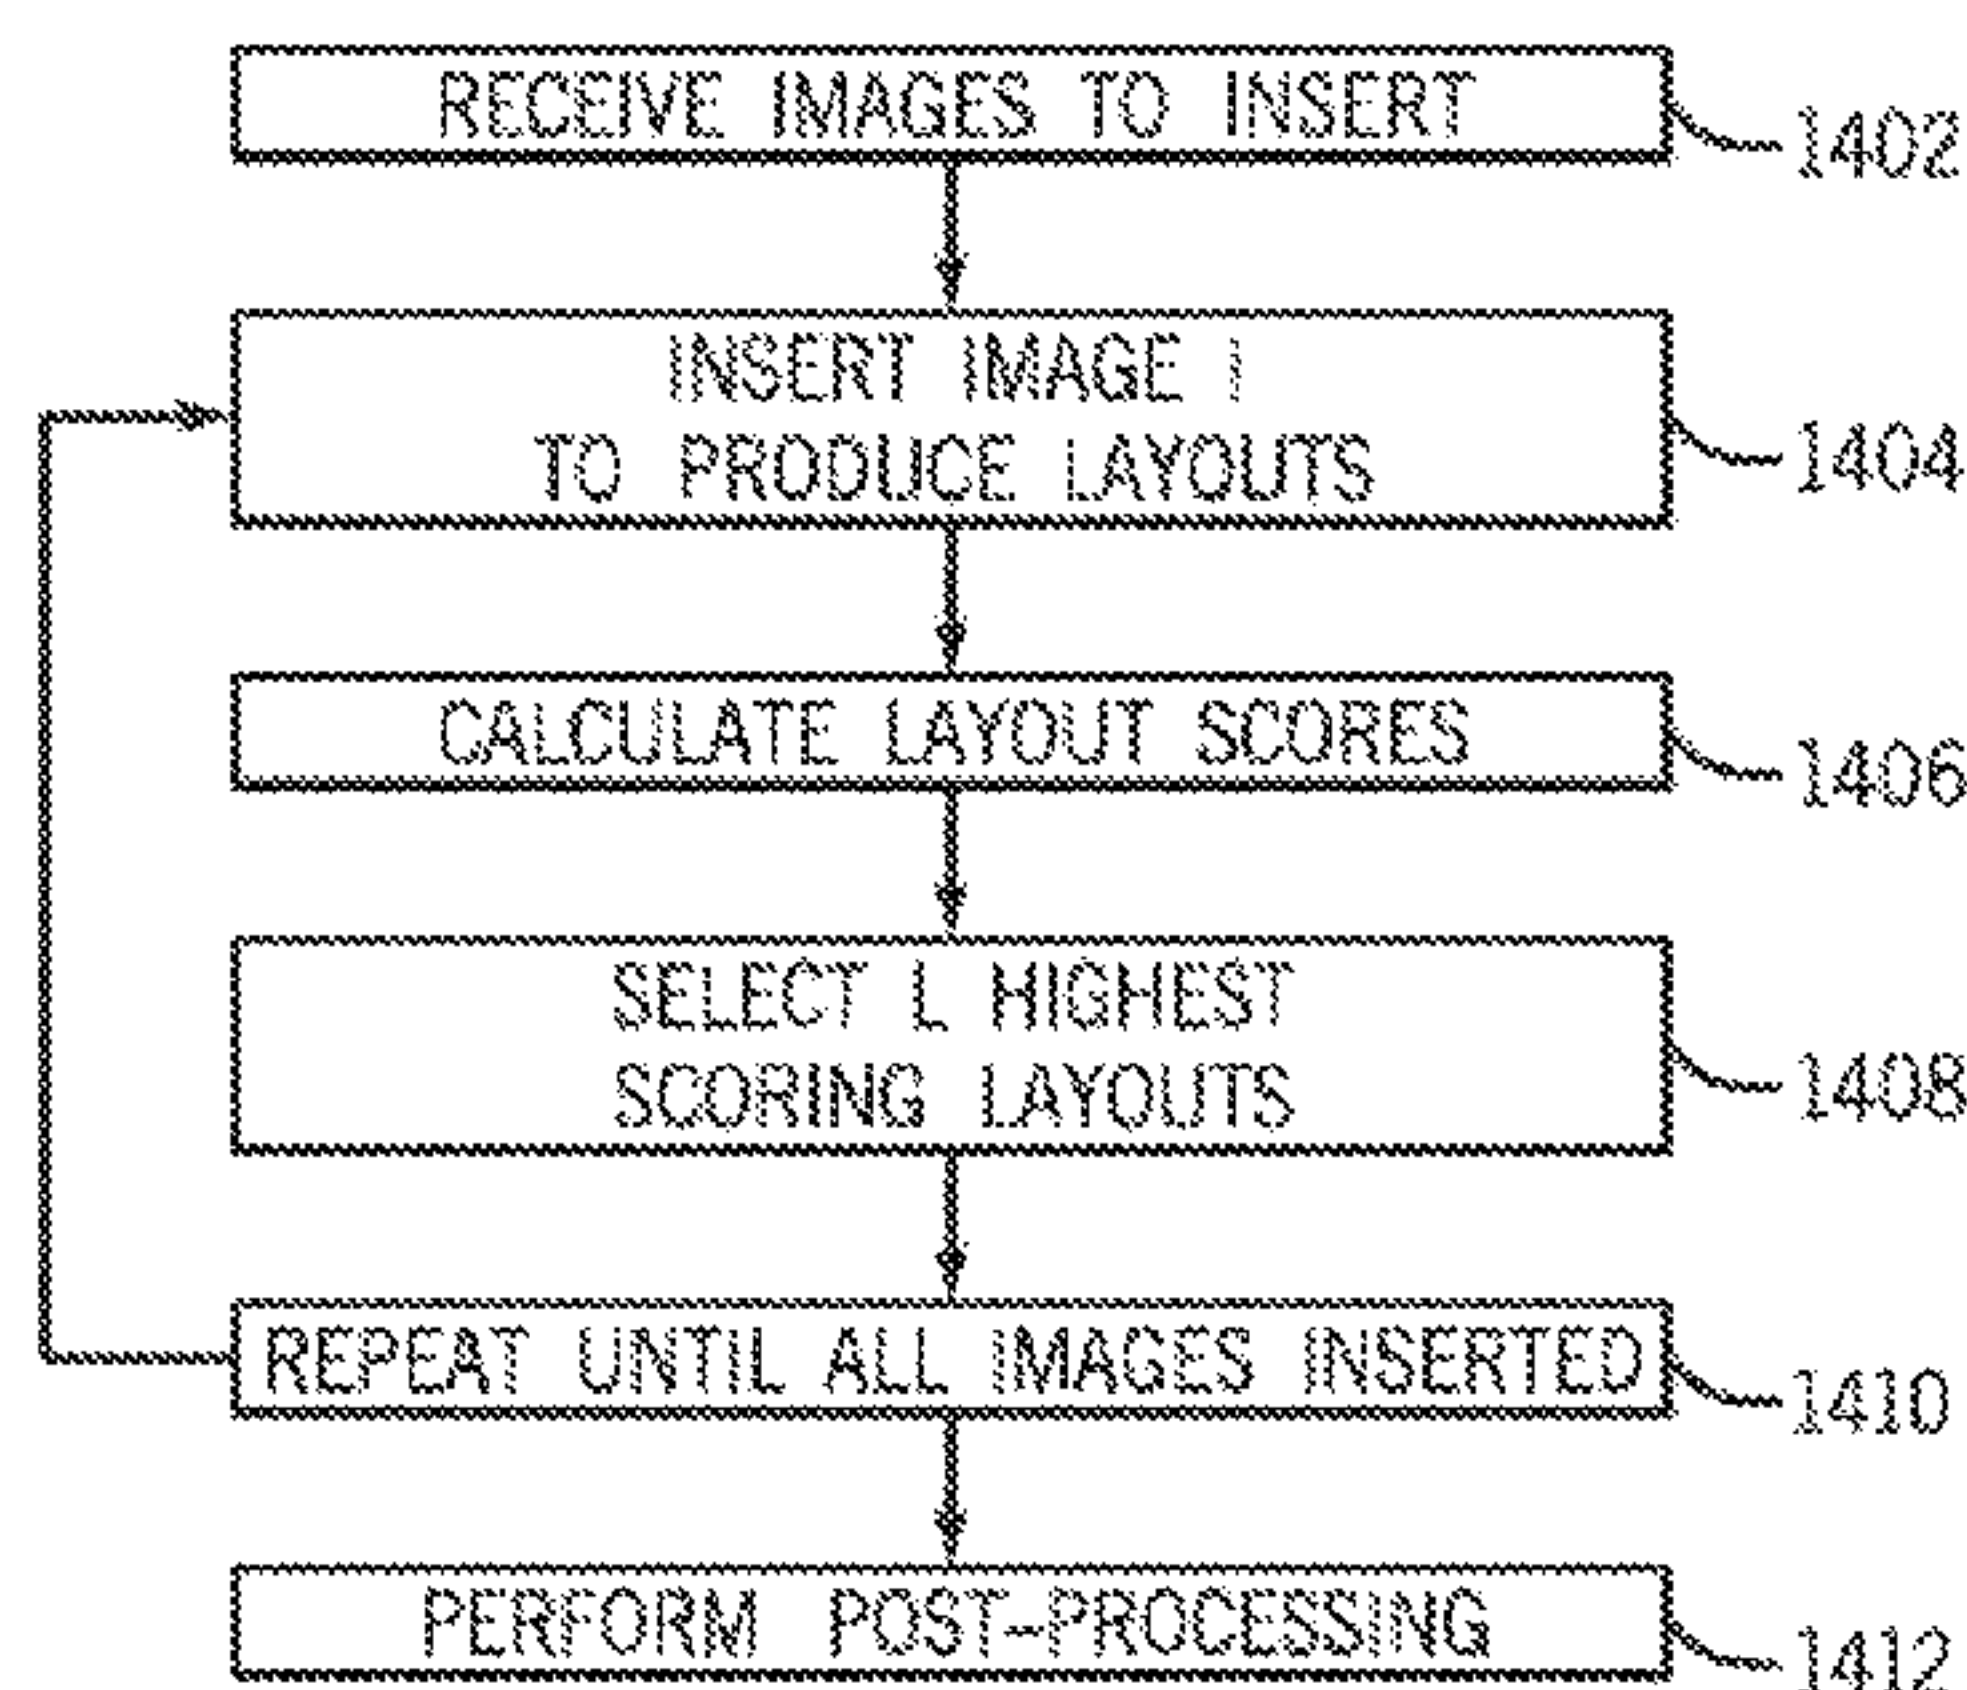 RECEIVE IMAGES TO INSERT
1402
INSERT IMAGE I
TO PRODUCE LAYOUTS
1404
CALCULATE LAYOUT SCORES
1406
SELECT L HIGHEST
SCORING LAYOUTS
1408
REPEAT UNTIL ALL IMAGES INSERTED
1410
PERFORM POST-PROCESSING
1412